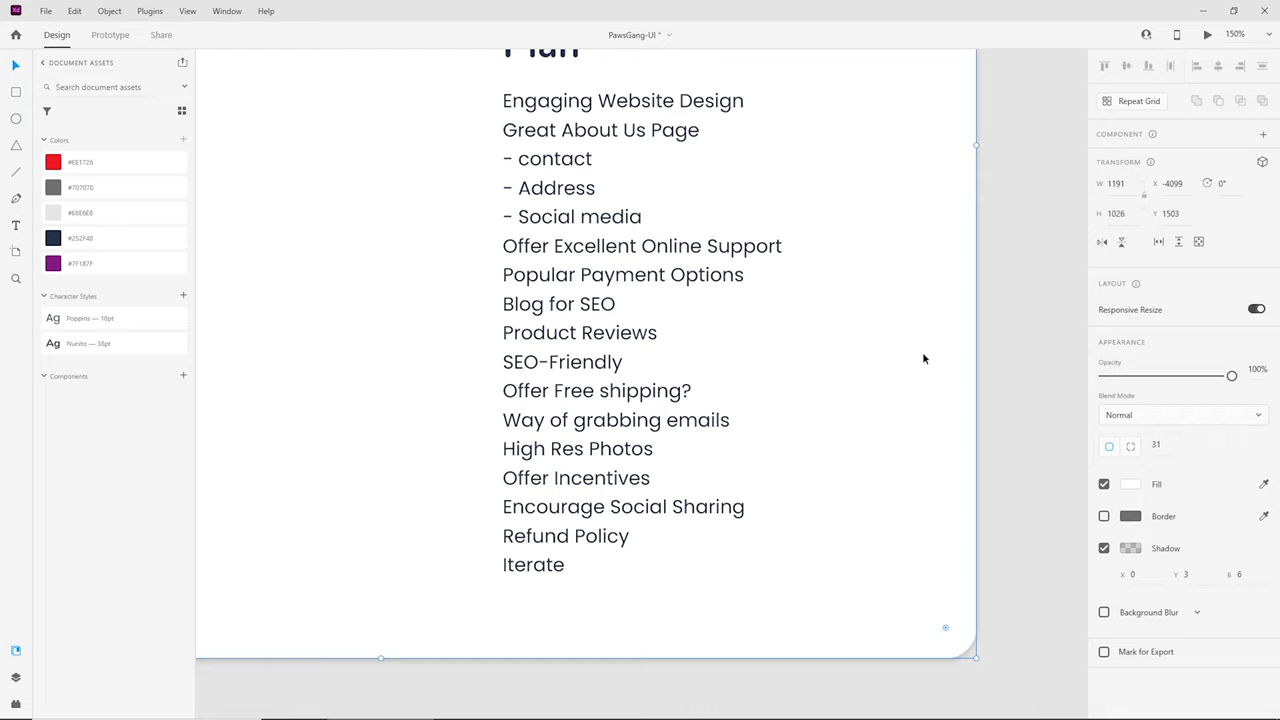 Xd File Edit Object Plugins View Window Help
Design Prototype Share
PawsGang-UI *
150%
DOCUMENT ASSETS
Search document assets
Colors
#EE1726
#707070
#E6E6E6
#252F48
#7F187F
Character Styles
Ag Poppins — 16pt
Ag Nunito — 38pt
Components
Plan
Engaging Website Design
Great About Us Page
- contact
- Address
- Social media
Offer Excellent Online Support
Popular Payment Options
Blog for SEO
Product Reviews
SEO-Friendly
Offer Free shipping?
Way of grabbing emails
High Res Photos
Offer Incentives
Encourage Social Sharing
Refund Policy
Iterate
Repeat Grid
COMPONENT
TRANSFORM
W 1191 X -4099 0°
H 1026 Y 1503
LAYOUT
Responsive Resize
APPEARANCE
Opacity
100%
Blend Mode
Normal
31
Fill
Border
Shadow
X 0 Y 3 B 6
Background Blur
Mark for Export